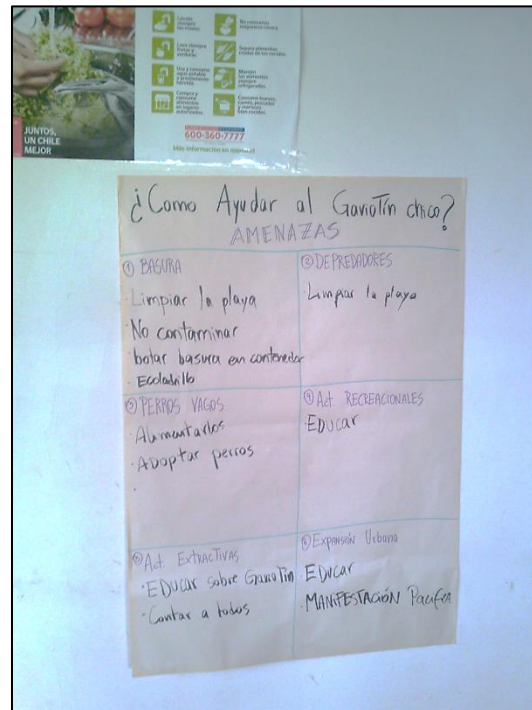 JUNTOS,
UN CHILE
MEJOR
600-360-7777
¿Como Ayudar al Gaviotín chico?
AMENAZAS
① BASURA
· Limpiar la playa
· No contaminar
· botar basura en contenedor
· Ecoladrillo
② DEPREDADORES
· Limpiar la playa
③ PERROS VAGOS
· Alimentarlos
· Adoptar perros
·
④ Act. RECREACIONALES
· EDUcar
⑤ Act. ExtracTivas
· EDUcar sobre GavioTín
· Contar a todos
⑥ Expansión Urbana
· EDUcar
· MANIFESTACIÓN Pacífica